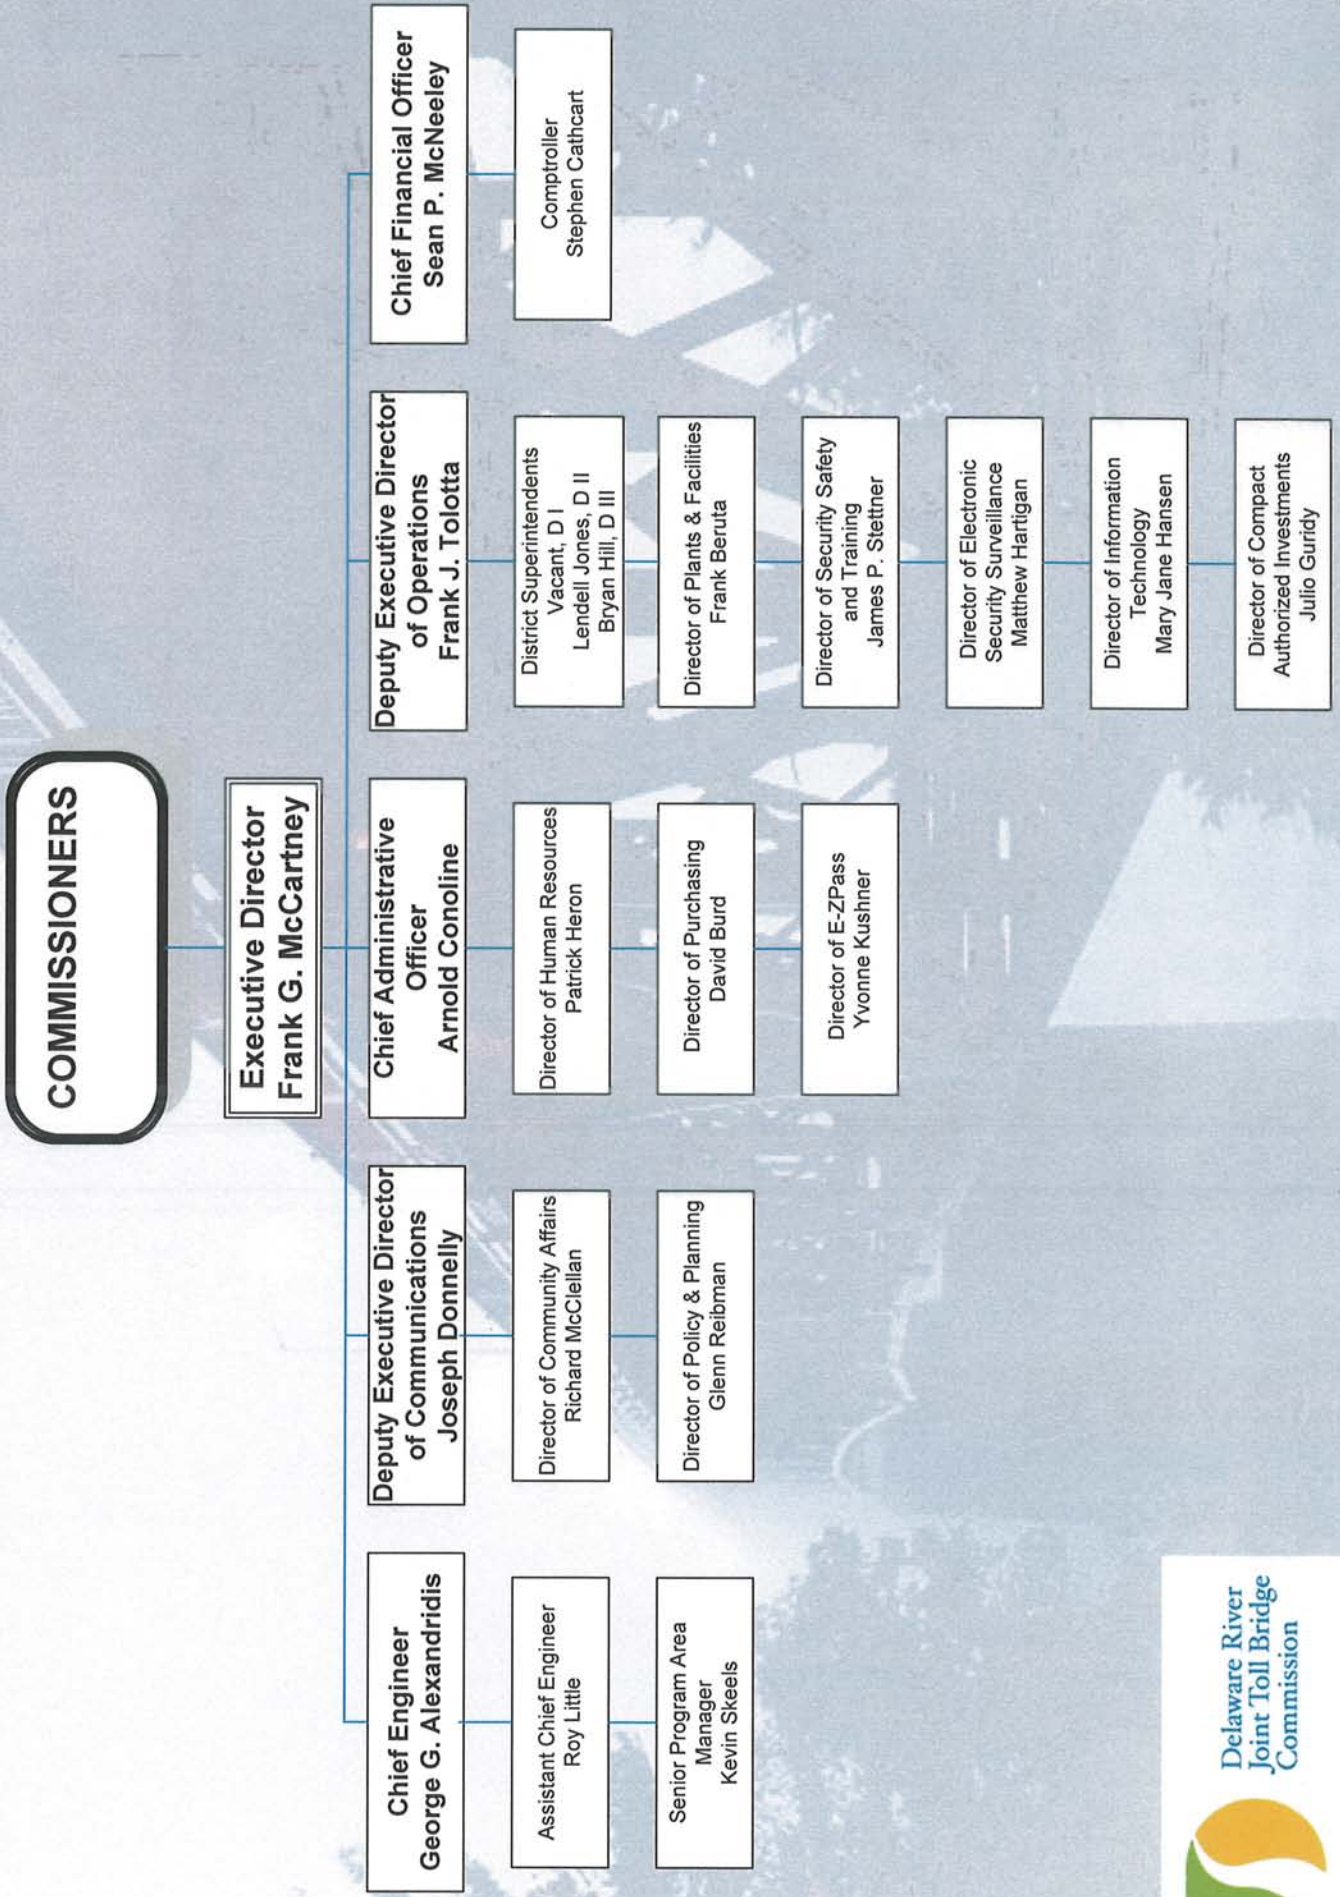 COMMISSIONERS
Executive Director
Frank G. McCartney
Chief Engineer
George G. Alexandridis
Assistant Chief Engineer
Roy Little
Senior Program Area
Manager
Kevin Skeels
Deputy Executive Director
of Communications
Joseph Donnelly
Director of Community Affairs
Richard McClellan
Director of Policy & Planning
Glenn Reibman
Chief Administrative
Officer
Arnold Conoline
Director of Human Resources
Patrick Heron
Director of Purchasing
David Burd
Director of E-ZPass
Yvonne Kushner
Deputy Executive Director
of Operations
Frank J. Tolotta
District Superintendents
Vacant, D I
Lendell Jones, D II
Bryan Hill, D III
Director of Plants & Facilities
Frank Beruta
Director of Security Safety
and Training
James P. Stettner
Director of Electronic
Security Surveillance
Matthew Hartigan
Director of Information
Technology
Mary Jane Hansen
Director of Compact
Authorized Investments
Julio Guridy
Chief Financial Officer
Sean P. McNeeley
Comptroller
Stephen Cathcart
Delaware River
Joint Toll Bridge
Commission